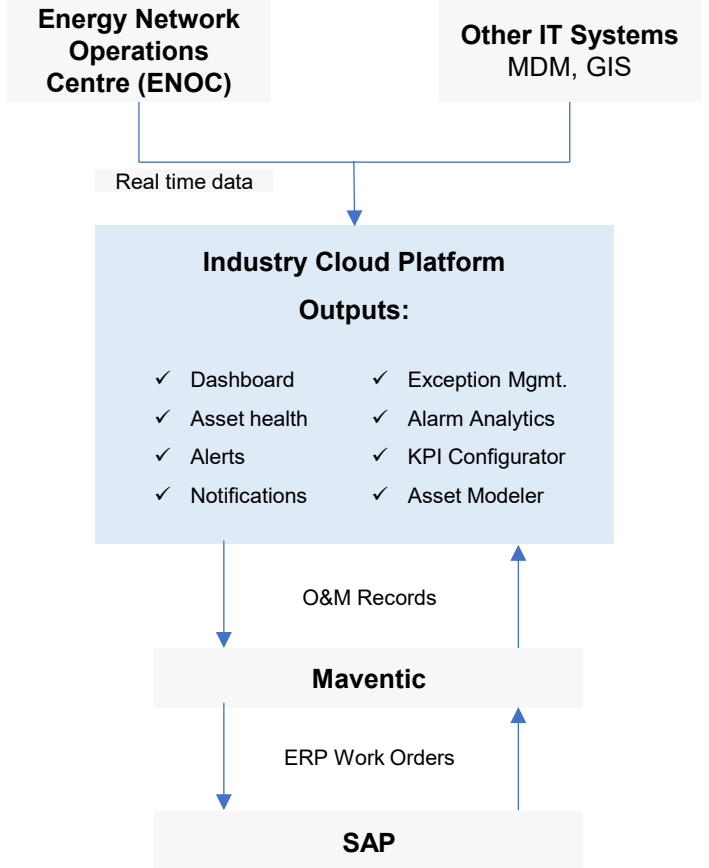 Energy Network
Operations
Centre (ENOC)
Other IT Systems
MDM, GIS
Real time data
Industry Cloud Platform
Outputs:
✓ Dashboard
✓ Asset health
✓ Alerts
✓ Notifications
✓ Exception Mgmt.
✓ Alarm Analytics
✓ KPI Configurator
✓ Asset Modeler
O&M Records
Maventic
ERP Work Orders
SAP